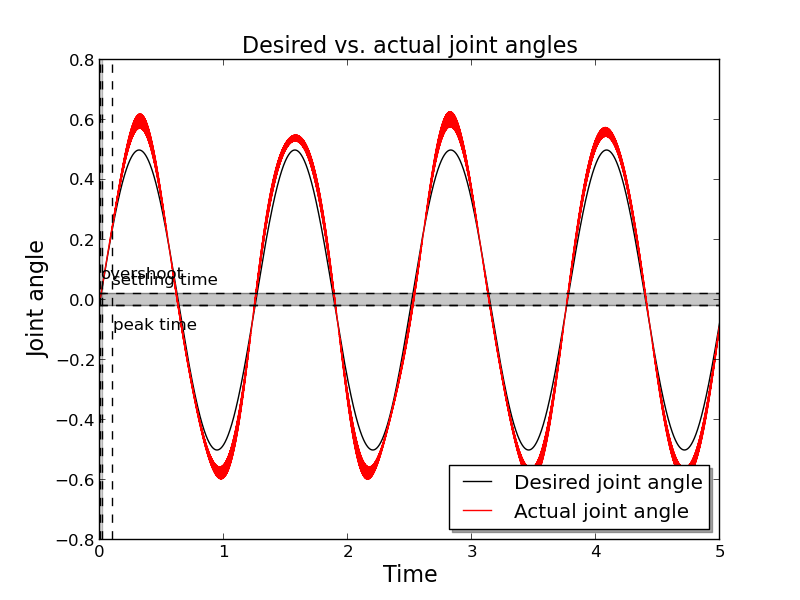 Desired vs. actual joint angles
0.8
0.6
0.4
0.2
0.0
−0.2
−0.4
−0.6
−0.8
Joint angle
overshoot
settling time
peak time
Desired joint angle
Actual joint angle
0 1 2 3 4 5
Time